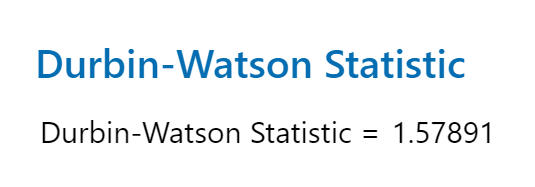 Durbin-Watson Statistic
Durbin-Watson Statistic = 1.57891